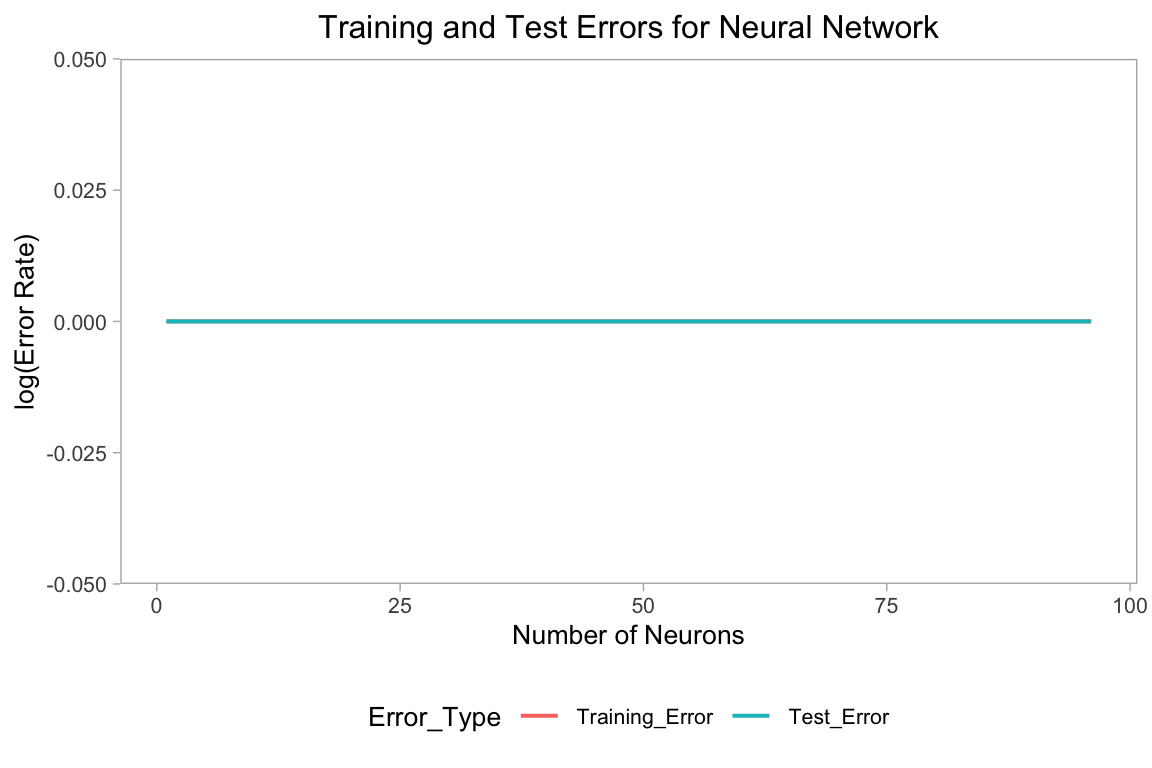 Training and Test Errors for Neural Network
0.050
0.025
0.000
-0.025
-0.050
log(Error Rate)
0 25 50 75 100
Number of Neurons
Error_Type Training_Error Test_Error